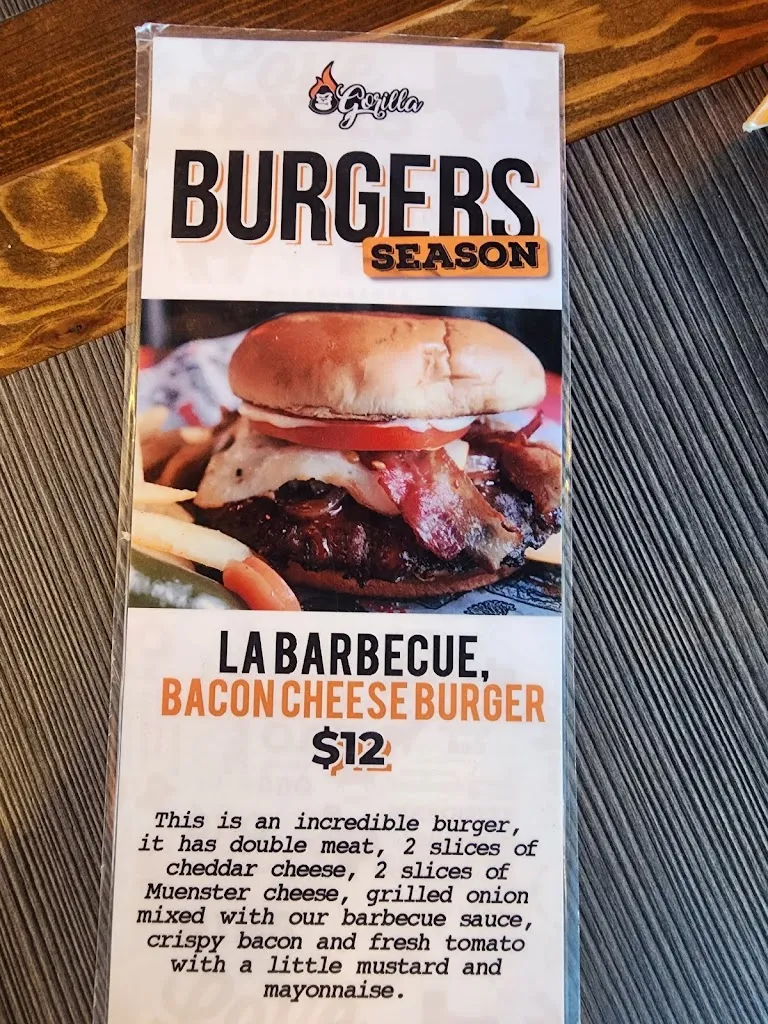 Gorilla
BURGERS
SEASON
LA BARBECUE,
BACON CHEESE BURGER
$12
This is an incredible burger,
it has double meat, 2 slices of
cheddar cheese, 2 slices of
Muenster cheese, grilled onion
mixed with our barbecue sauce,
crispy bacon and fresh tomato
with a little mustard and
mayonnaise.